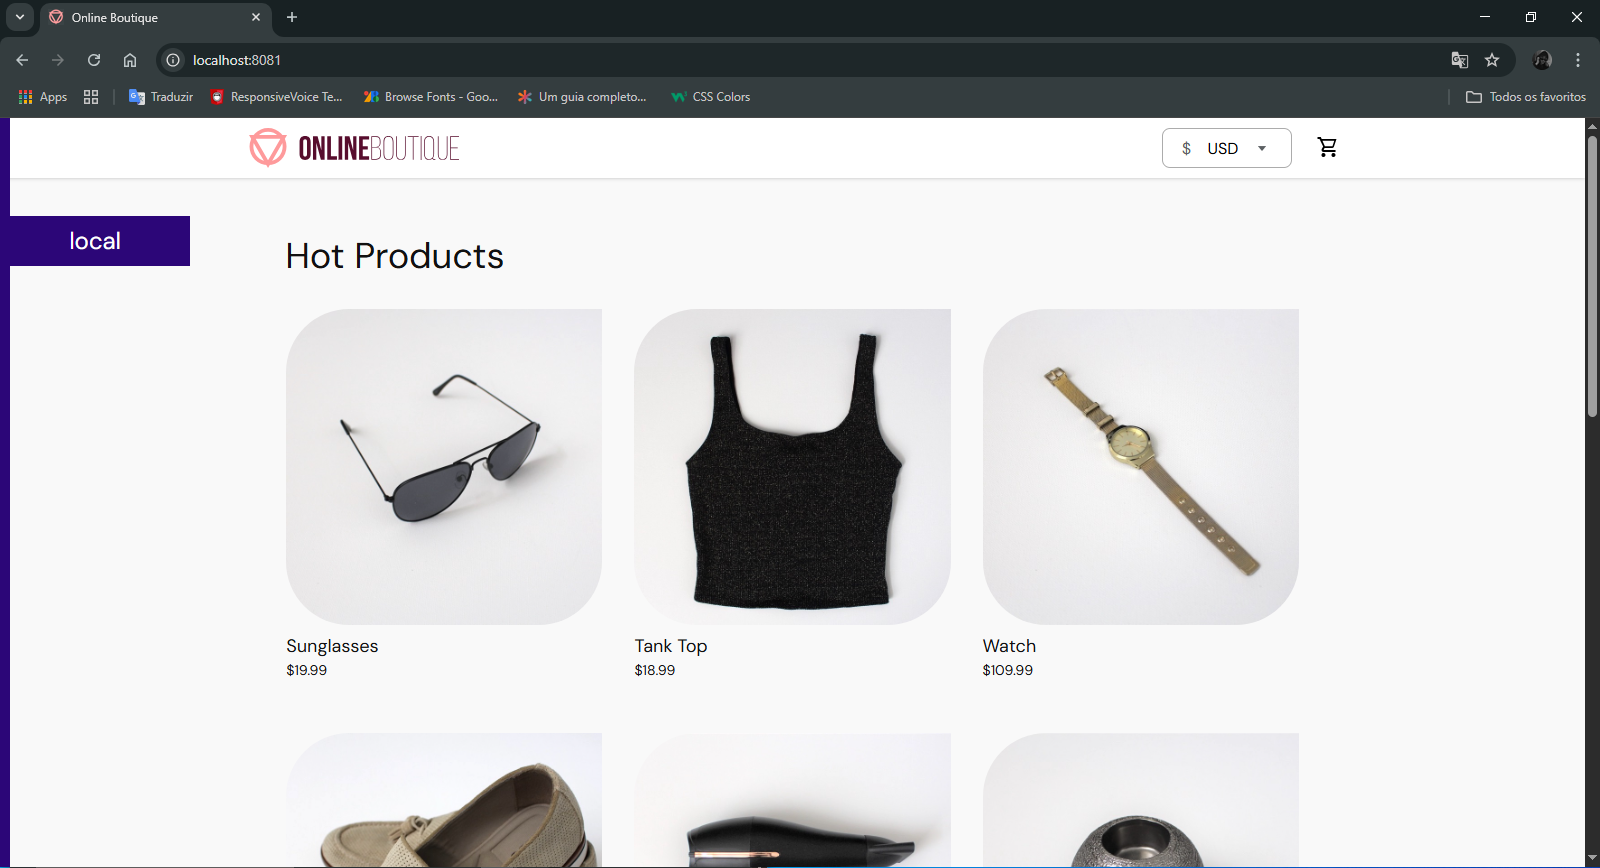 Online Boutique
localhost:8081
Apps
Traduzir
ResponsiveVoice Te...
Browse Fonts - Goo...
Um guia completo...
CSS Colors
Todos os favoritos
ONLINEBOUTIQUE
$ USD
local
Hot Products
Sunglasses
$19.99
Tank Top
$18.99
Watch
$109.99